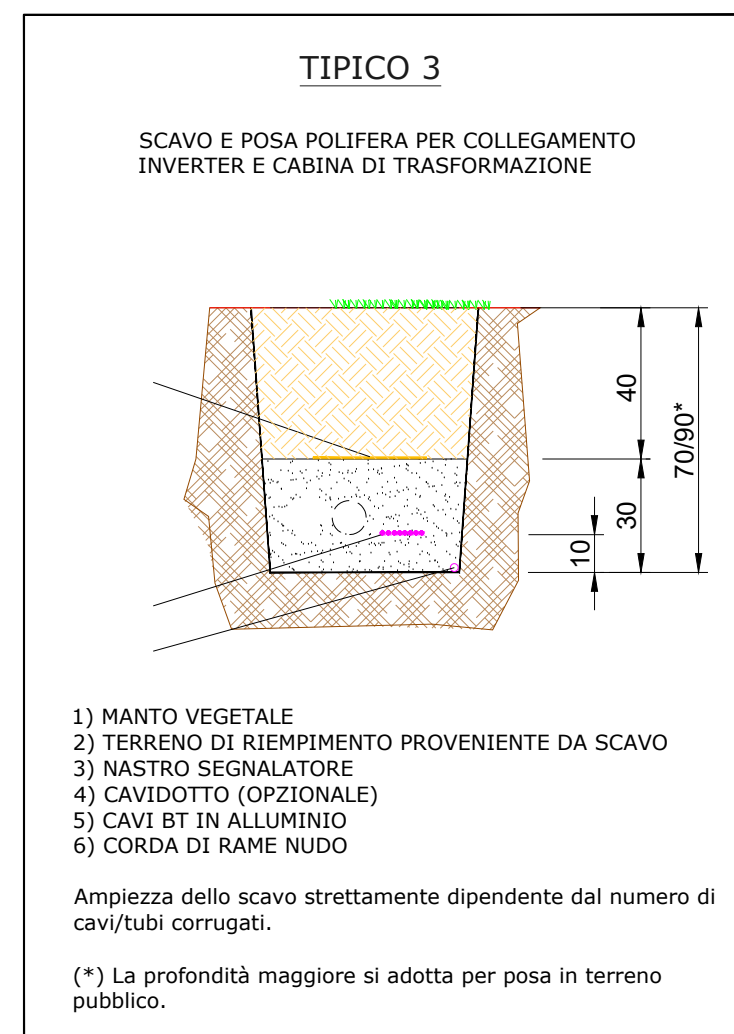 TIPICO 3
SCAVO E POSA POLIFERA PER COLLEGAMENTO
INVERTER E CABINA DI TRASFORMAZIONE
40
70/90*
30
10
1) MANTO VEGETALE
2) TERRENO DI RIEMPIMENTO PROVENIENTE DA SCAVO
3) NASTRO SEGNALATORE
4) CAVIDOTTO (OPZIONALE)
5) CAVI BT IN ALLUMINIO
6) CORDA DI RAME NUDO
Ampiezza dello scavo strettamente dipendente dal numero di
cavi/tubi corrugati.
(*) La profondità maggiore si adotta per posa in terreno
pubblico.